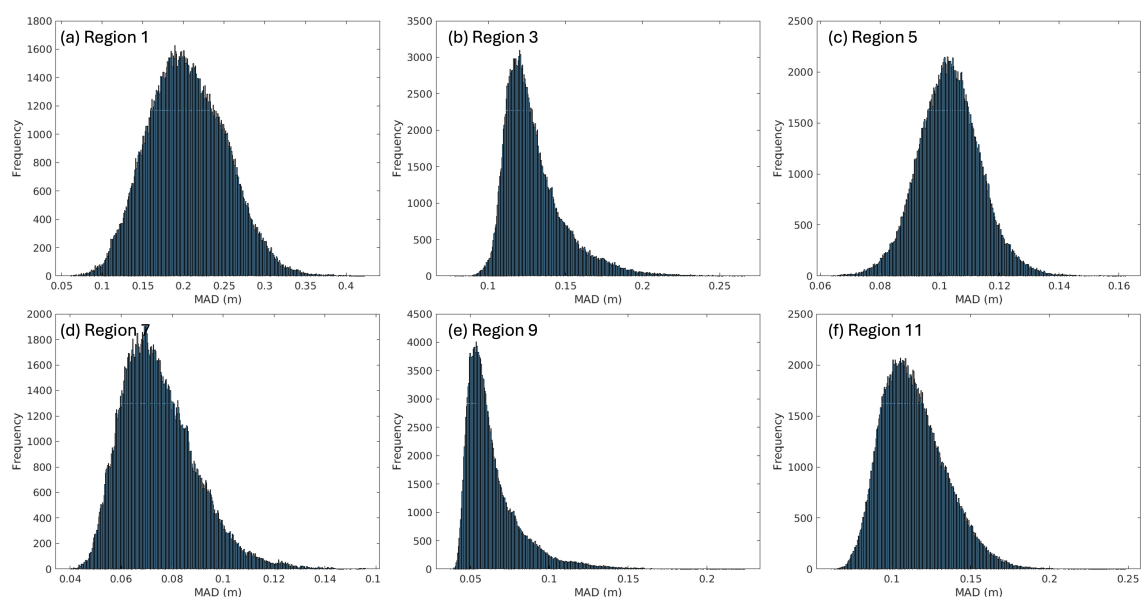 (a) Region 1
1800
1600
1400
1200
1000
800
600
400
200
0
Frequency
0.05 0.1 0.15 0.2 0.25 0.3 0.35 0.4
MAD (m)
(b) Region 3
3500
3000
2500
2000
1500
1000
500
0
Frequency
0.1 0.15 0.2 0.25
MAD (m)
(c) Region 5
2500
2000
1500
1000
500
0
Frequency
0.06 0.08 0.1 0.12 0.14 0.16
MAD (m)
(d) Region 7
2000
1800
1600
1400
1200
1000
800
600
400
200
0
Frequency
0.04 0.06 0.08 0.1 0.12 0.14 0.1
MAD (m)
(e) Region 9
4500
4000
3500
3000
2500
2000
1500
1000
500
0
Frequency
0.05 0.1 0.15 0.2
MAD (m)
(f) Region 11
2500
2000
1500
1000
500
0
Frequency
0.1 0.15 0.2 0.25
MAD (m)